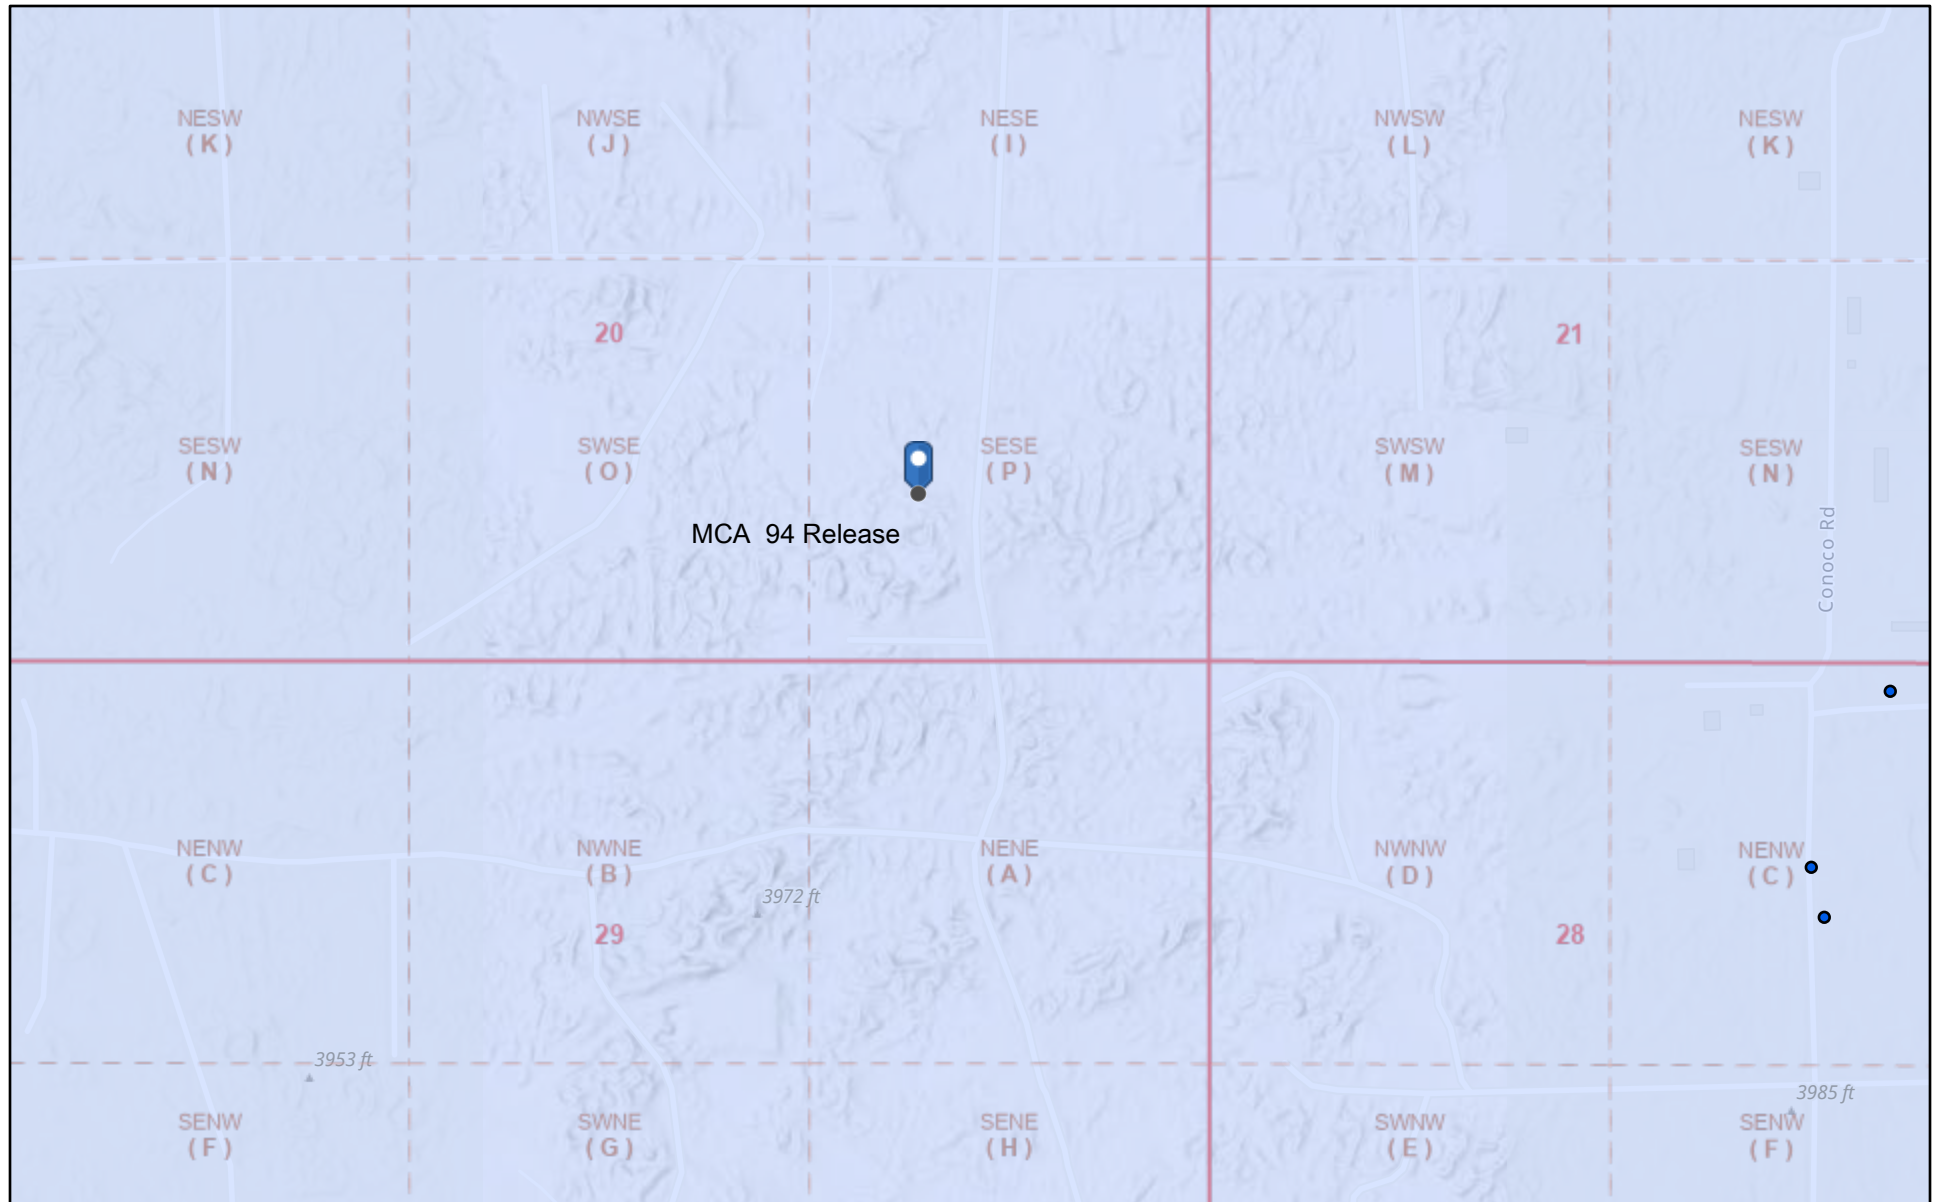 NESW
(K)
NWSE
(J)
NESE
(I)
NWSW
(L)
NESW
(K)
20
21
SESW
(N)
SWSE
(O)
SESE
(P)
SWSW
(M)
SESW
(N)
MCA  94 Release
Conoco Rd
NENW
(C)
NWNE
(B)
NENE
(A)
NWNW
(D)
NENW
(C)
3972 ft
29
28
3953 ft
3985 ft
SENW
(F)
SWNE
(G)
SENE
(H)
SWNW
(E)
SENW
(F)